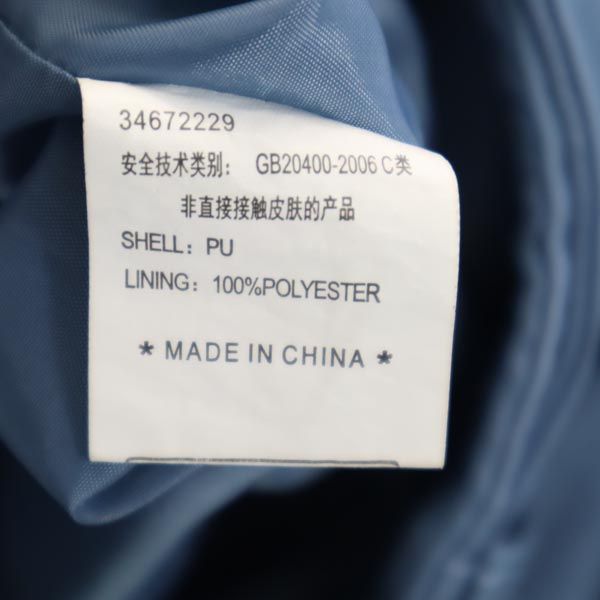 34672229
安全技术类别： GB20400-2006 C类
非直接接触皮肤的产品
SHELL: PU
LINING: 100%POLYESTER
* MADE IN CHINA *